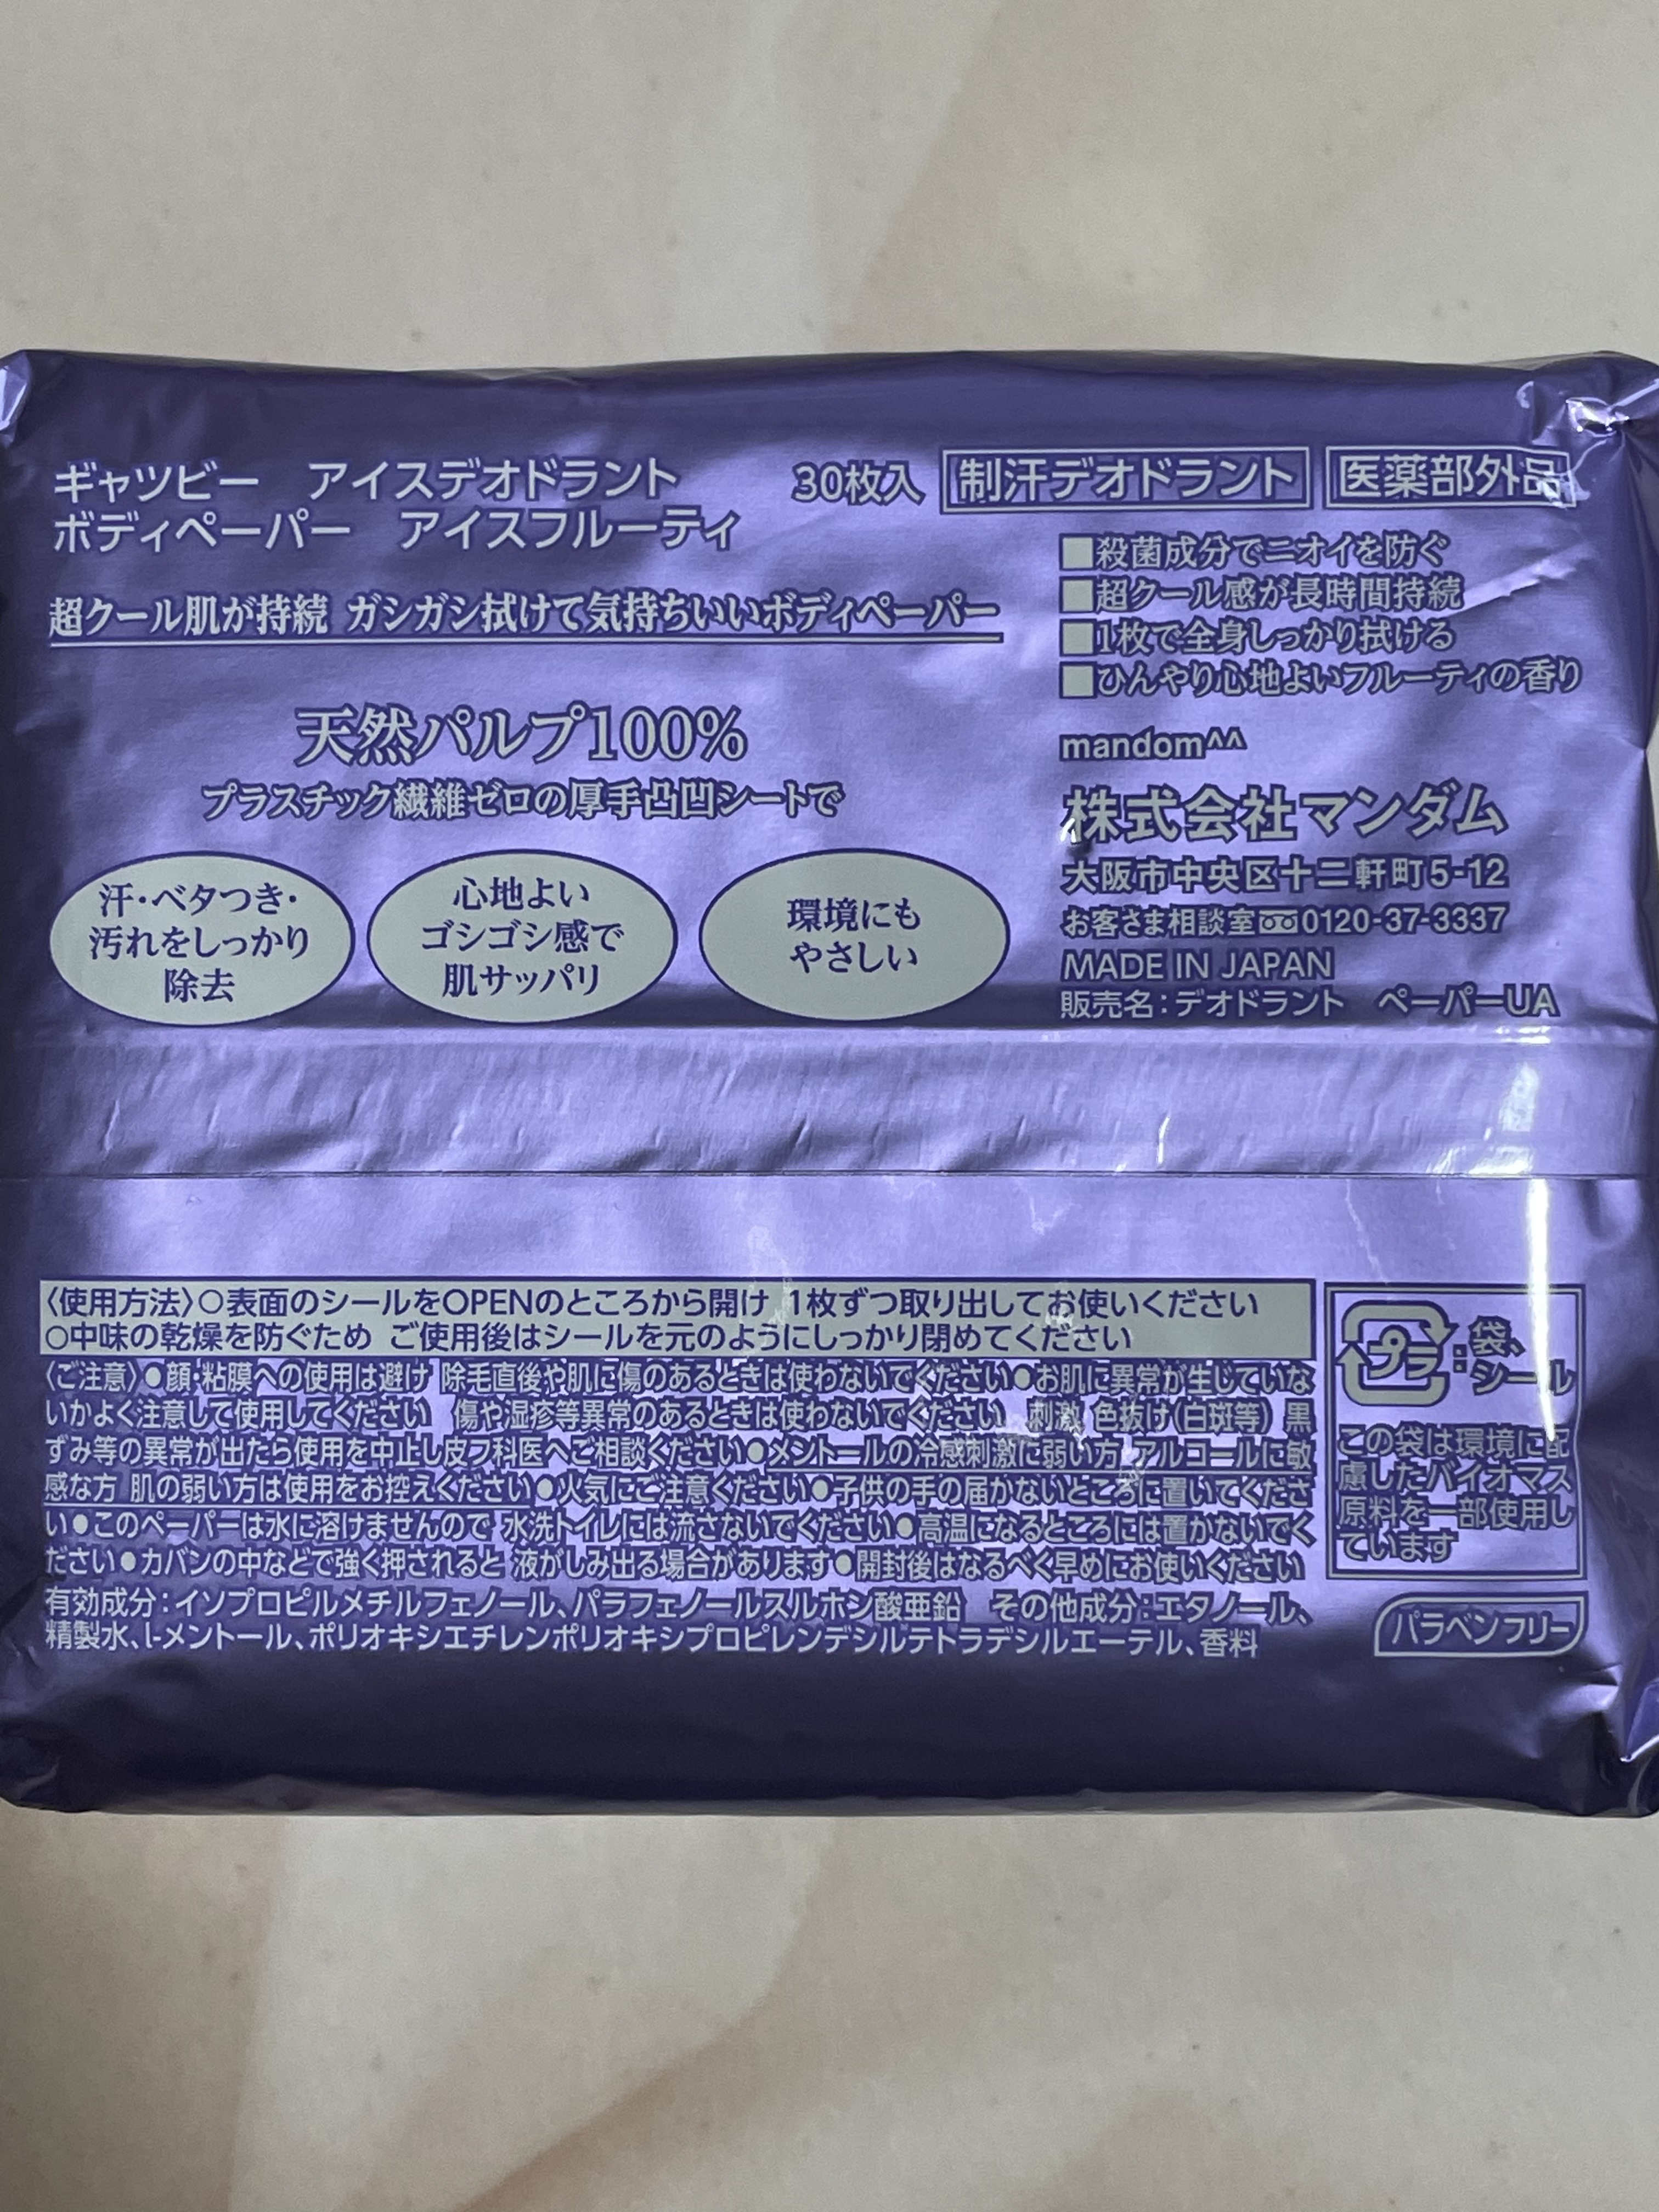 ギャツビー　アイスデオドラント
ボディペーパー　アイスフルーティ
30枚入 制汗デオドラント 医薬部外品
超クール肌が持続 ガシガシ拭けて気持ちいいボディペーパー
天然パルプ100%
プラスチック繊維ゼロの厚手凸凹シートで
汗・ベタつき・
汚れをしっかり
除去
心地よい
ゴシゴシ感で
肌サッパリ
環境にも
やさしい
■殺菌成分でニオイを防ぐ
■超クール感が長時間持続
■1枚で全身しっかり拭ける
■ひんやり心地よいフルーティの香り
mandom^^
株式会社マンダム
大阪市中央区十二軒町5-12
お客さま相談室 0120-37-3337
MADE IN JAPAN
販売名：デオドラント　ペーパーUA
〈使用方法〉○表面のシールをOPENのところから開け 1枚ずつ取り出してお使いください
○中味の乾燥を防ぐため ご使用後はシールを元のようにしっかり閉めてください
〈ご注意〉●顔・粘膜への使用は避け 除毛直後や肌に傷のあるときは使わないでください●お肌に異常が生じていな
いかよく注意して使用してください 傷や湿疹等異常のあるときは使わないでください 刺激 色抜け(白斑等) 黒
ずみ等の異常が出たら使用を中止し皮フ科医へご相談ください●メントールの冷感刺激に弱い方 アルコールに敏
感な方 肌の弱い方は使用をお控えください●火気にご注意ください●子供の手の届かないところに置いてくださ
い●このペーパーは水に溶けませんので 水洗トイレには流さないでください●高温になるところには置かないでく
ださい●カバンの中などで強く押されると 液がしみ出る場合があります●開封後はなるべく早めにお使いください
有効成分：イソプロピルメチルフェノール、パラフェノールスルホン酸亜鉛　その他成分：エタノール、
精製水、l-メントール、ポリオキシエチレンポリオキシプロピレンデシルテトラデシルエーテル、香料
プラ：袋、
シール
この袋は環境に配
慮したバイオマス
原料を一部使用し
ています
パラベンフリー